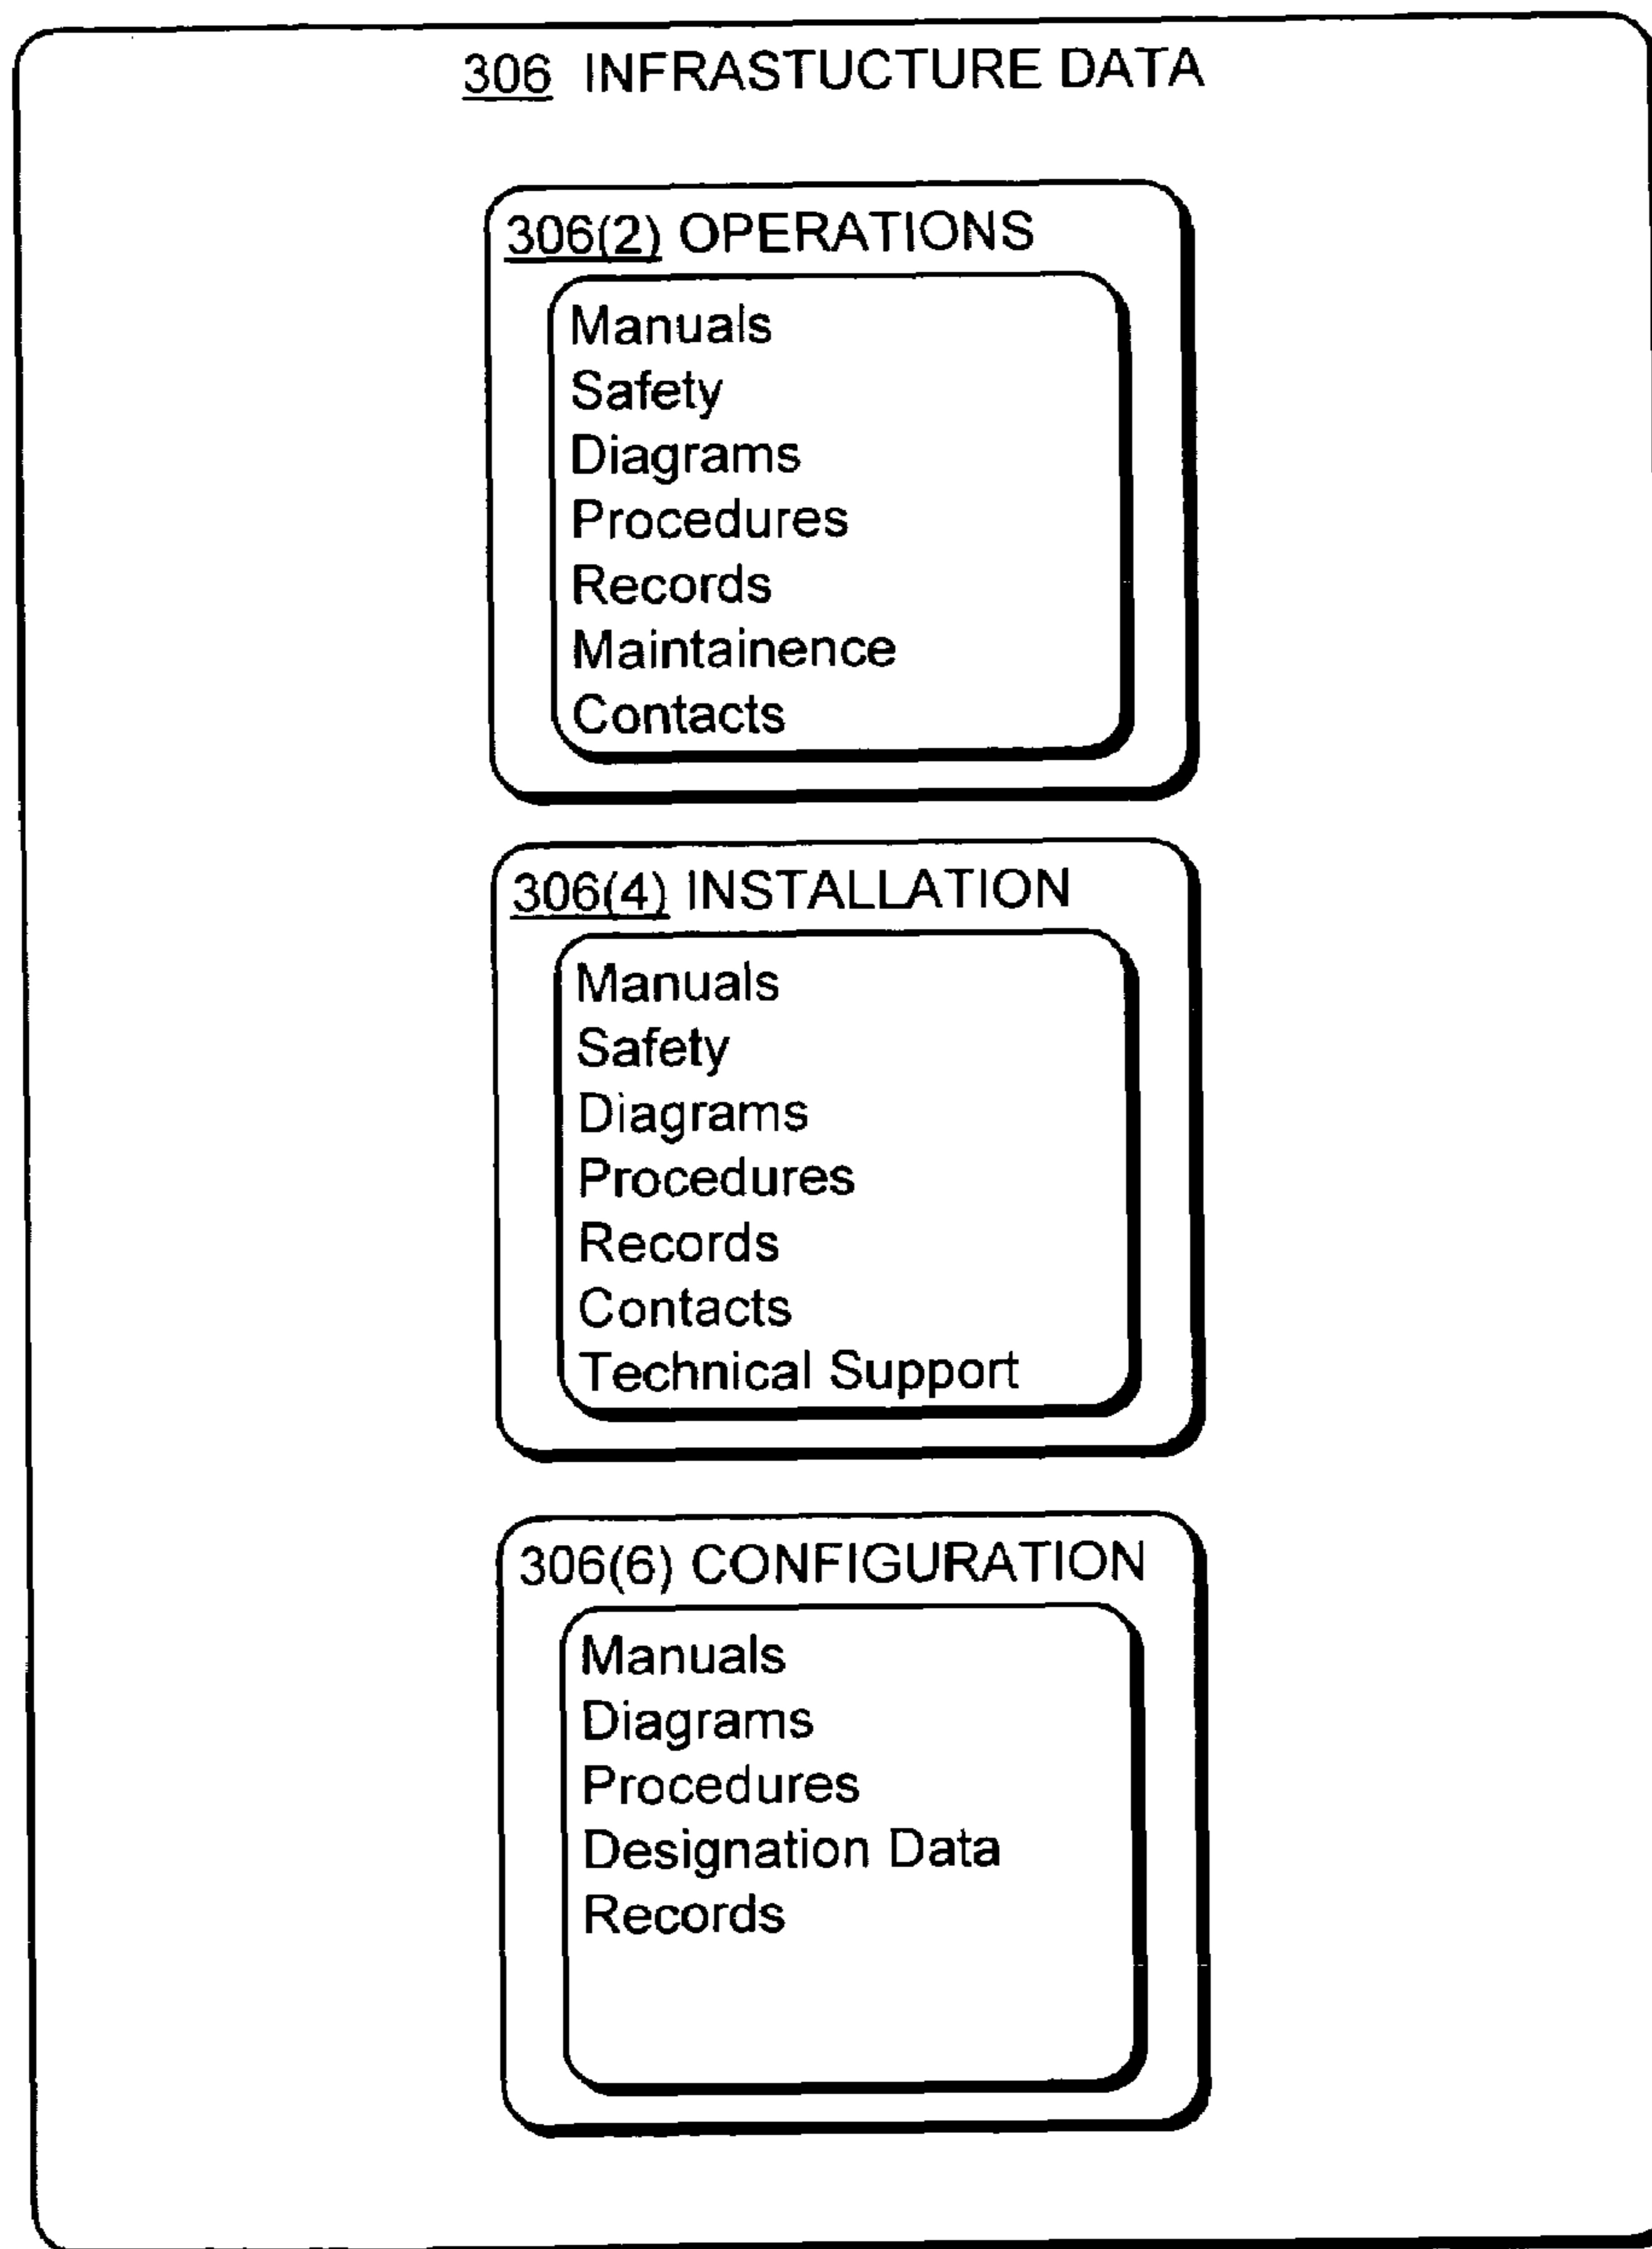 306 INFRASTUCTURE DATA
306(2) OPERATIONS
Manuals
Safety
Diagrams
Procedures
Records
Maintainence
Contacts
306(4) INSTALLATION
Manuals
Safety
Diagrams
Procedures
Records
Contacts
Technical Support
306(6) CONFIGURATION
Manuals
Diagrams
Procedures
Designation Data
Records